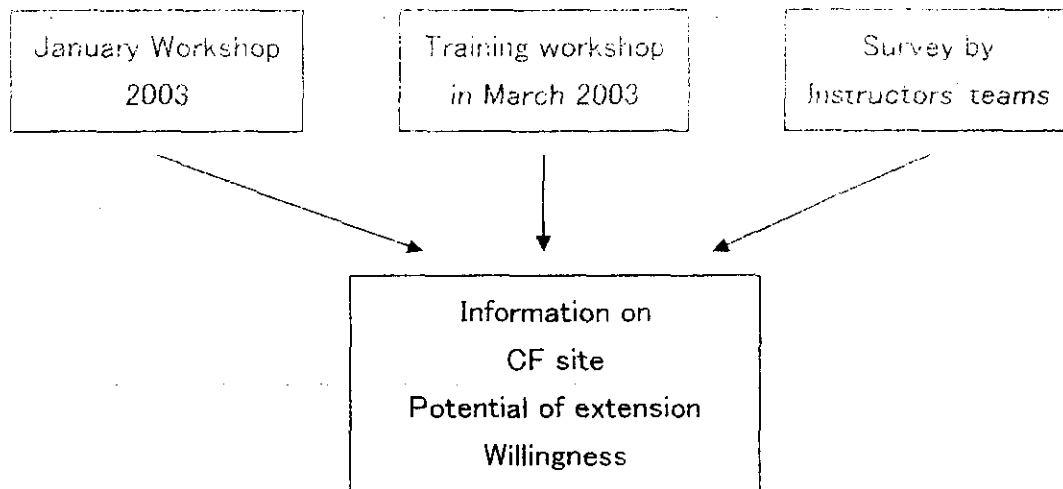 January Workshop
2003
Training workshop
in March 2003
Survey by
Instructors' teams
Information on
CF site
Potential of extension
Willingness